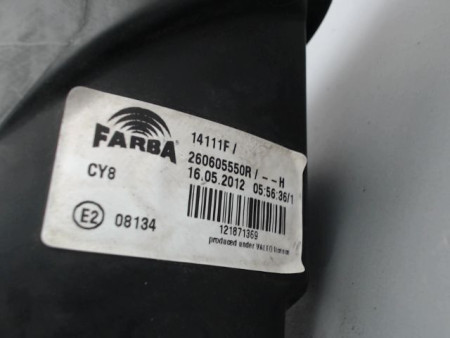 FARBA
14111F /
260605550R / - - H
CY8
16.05.2012 05:56:36/1
E2 08134
121871369
produced under VALEO license